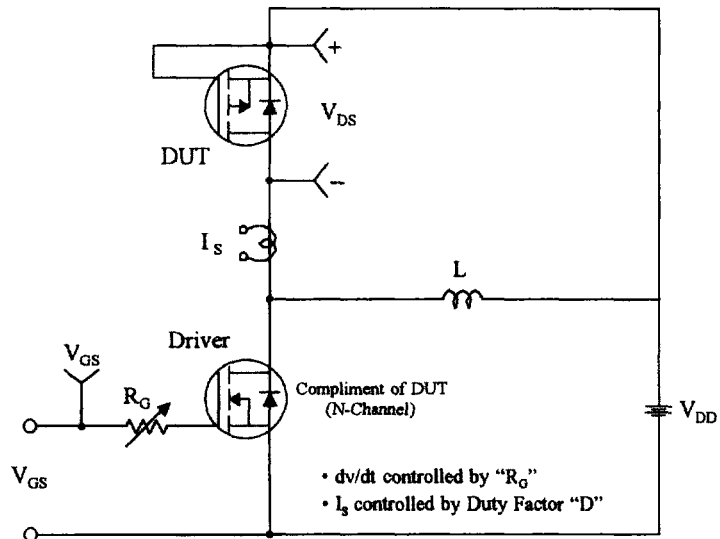 +
V_DS
DUT
−
I_S
L
Driver
V_GS
R_G
Compliment of DUT
(N-Channel)
V_DD
V_GS
• dv/dt controlled by “R_G”
• I_S controlled by Duty Factor “D”